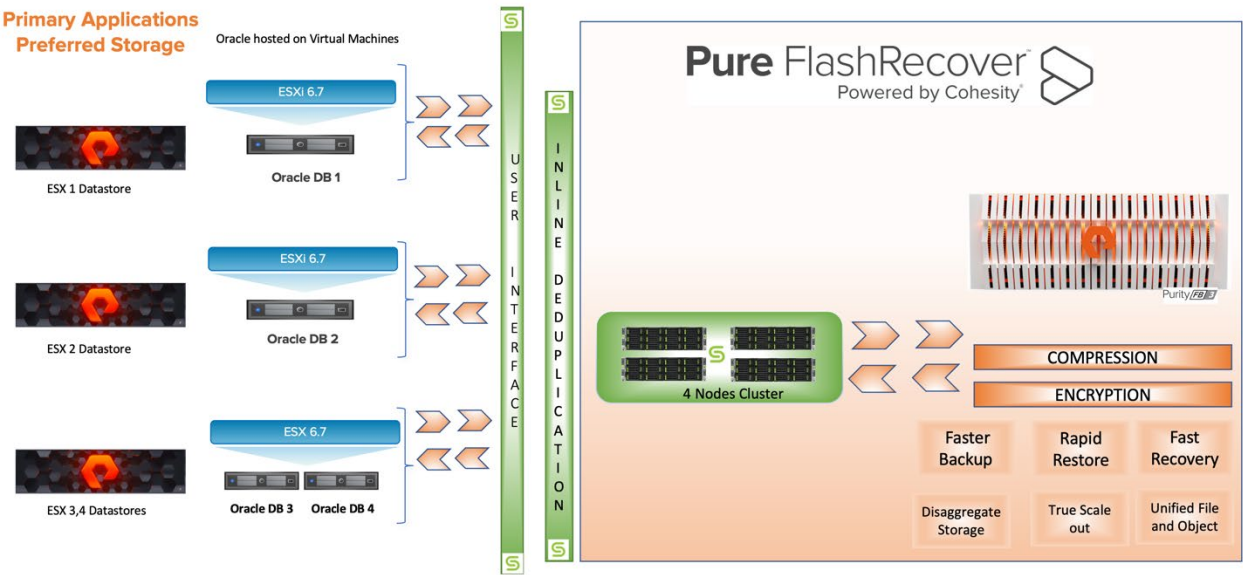 Primary Applications
Preferred Storage
Oracle hosted on Virtual Machines
ESXi 6.7
Oracle DB 1
ESX 1 Datastore
ESXi 6.7
Oracle DB 2
ESX 2 Datastore
ESX 6.7
Oracle DB 3
Oracle DB 4
ESX 3,4 Datastores
USER INTERFACE
INLINE DEDUPLICATION
Pure FlashRecover™
Powered by Cohesity®
Purity FB
4 Nodes Cluster
COMPRESSION
ENCRYPTION
Faster
Backup
Rapid
Restore
Fast
Recovery
Disaggregate
Storage
True Scale
out
Unified File
and Object